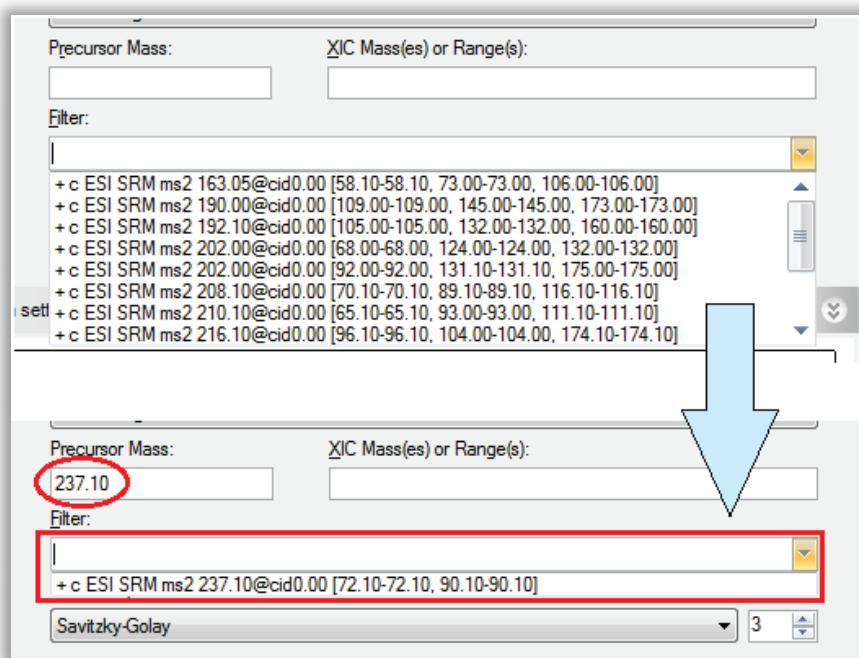 Precursor Mass: XIC Mass(es) or Range(s):
Filter:
+ c ESI SRM ms2 163.05@cid0.00 [58.10-58.10, 73.00-73.00, 106.00-106.00]
+ c ESI SRM ms2 190.00@cid0.00 [109.00-109.00, 145.00-145.00, 173.00-173.00]
+ c ESI SRM ms2 192.10@cid0.00 [105.00-105.00, 132.00-132.00, 160.00-160.00]
+ c ESI SRM ms2 202.00@cid0.00 [68.00-68.00, 124.00-124.00, 132.00-132.00]
+ c ESI SRM ms2 202.00@cid0.00 [92.00-92.00, 131.10-131.10, 175.00-175.00]
+ c ESI SRM ms2 208.10@cid0.00 [70.10-70.10, 89.10-89.10, 116.10-116.10]
+ c ESI SRM ms2 210.10@cid0.00 [65.10-65.10, 93.00-93.00, 111.10-111.10]
+ c ESI SRM ms2 216.10@cid0.00 [96.10-96.10, 104.00-104.00, 174.10-174.10]
Precursor Mass: XIC Mass(es) or Range(s):
237.10
Filter:
+ c ESI SRM ms2 237.10@cid0.00 [72.10-72.10, 90.10-90.10]
Savitzky-Golay 3